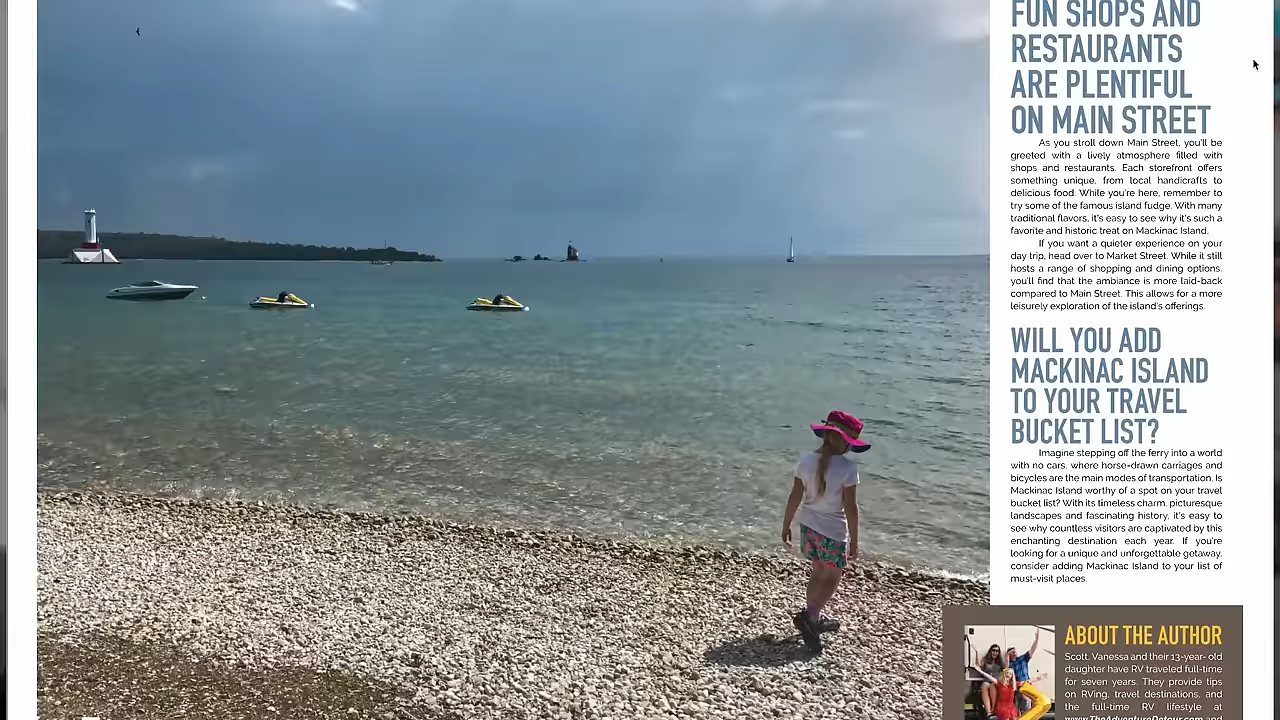 FUN SHOPS AND
RESTAURANTS
ARE PLENTIFUL
ON MAIN STREET
As you stroll down Main Street, you'll be
greeted with a lively atmosphere filled with
shops and restaurants. Each storefront offers
something unique, from local handicrafts to
delicious food. While you're here, remember to
try some of the famous island fudge. With many
traditional flavors, it's easy to see why it's such a
favorite and historic treat on Mackinac Island.
If you want a quieter experience on your
day trip, head over to Market Street. While it still
hosts a range of shopping and dining options,
you'll find that the ambiance is more laid-back
compared to Main Street. This allows for a more
leisurely exploration of the island's offerings.
WILL YOU ADD
MACKINAC ISLAND
TO YOUR TRAVEL
BUCKET LIST?
Imagine stepping off the ferry into a world
with no cars, where horse-drawn carriages and
bicycles are the main modes of transportation. Is
Mackinac Island worthy of a spot on your travel
bucket list? With its timeless charm, picturesque
landscapes and fascinating history, it's easy to
see why countless visitors are captivated by this
enchanting destination each year. If you're
looking for a unique and unforgettable getaway,
consider adding Mackinac Island to your list of
must-visit places.
ABOUT THE AUTHOR
Scott, Vanessa and their 13-year- old
daughter have RV traveled full-time
for seven years. They provide tips
on RVing, travel destinations, and
the full-time RV lifestyle at
www.TheAdventureDetour.com and